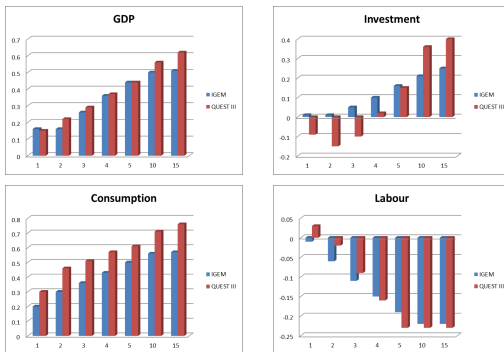 GDP
0.7
0.6
0.5
0.4
0.3
0.2
0.1
0
1 2 3 4 5 10 15
IGEM
QUEST III
Investment
0.4
0.3
0.2
0.1
0
-0.1
-0.2
1 2 3 4 5 10 15
IGEM
QUEST III
Consumption
0.8
0.7
0.6
0.5
0.4
0.3
0.2
0.1
0
1 2 3 4 5 10 15
IGEM
QUEST III
Labour
0.05
0
-0.05
-0.1
-0.15
-0.2
-0.25
1 2 3 4 5 10 15
IGEM
QUEST III